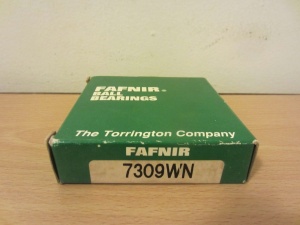 FAFNIR®
BALL
BEARINGS
The Torrington Company
FAFNIR
7309WN